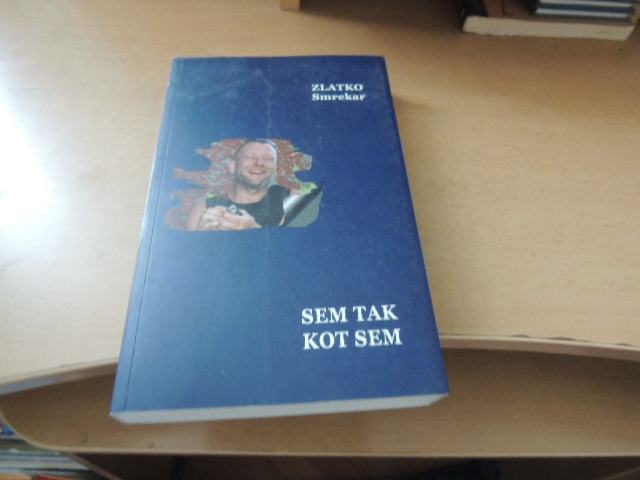 ZLATKO
Smrekar
SEM TAK
KOT SEM